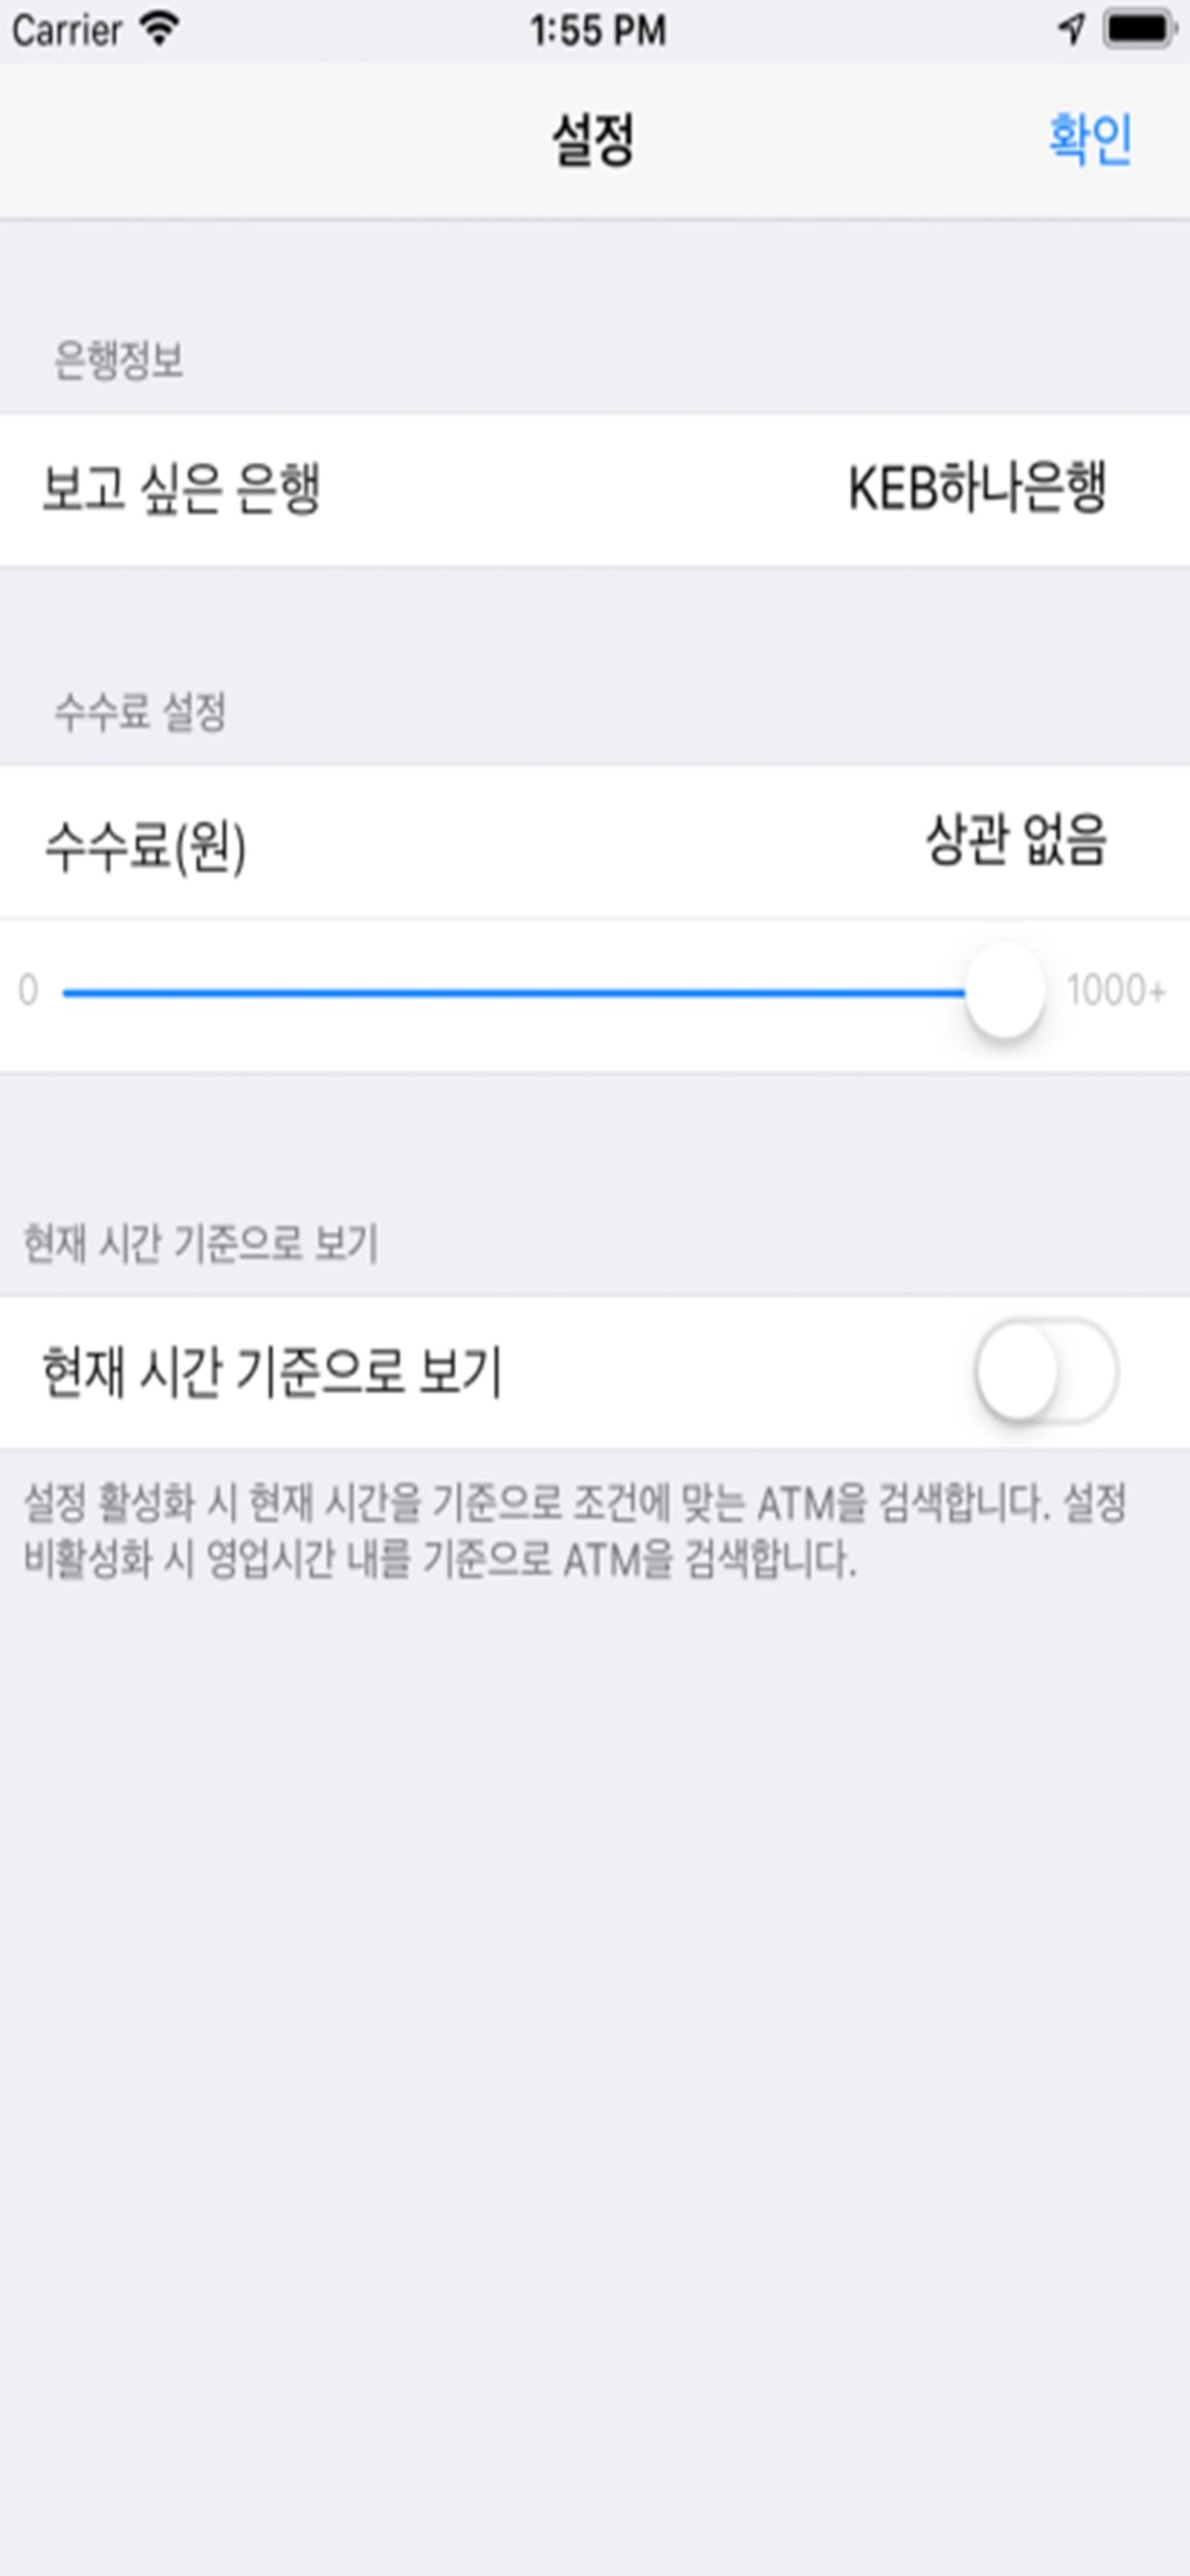 Carrier 1:55 PM
설정 확인
은행정보
보고 싶은 은행 KEB하나은행
수수료 설정
수수료(원) 상관 없음
0 1000+
현재 시간 기준으로 보기
현재 시간 기준으로 보기
설정 활성화 시 현재 시간을 기준으로 조건에 맞는 ATM을 검색합니다. 설정
비활성화 시 영업시간 내를 기준으로 ATM을 검색합니다.